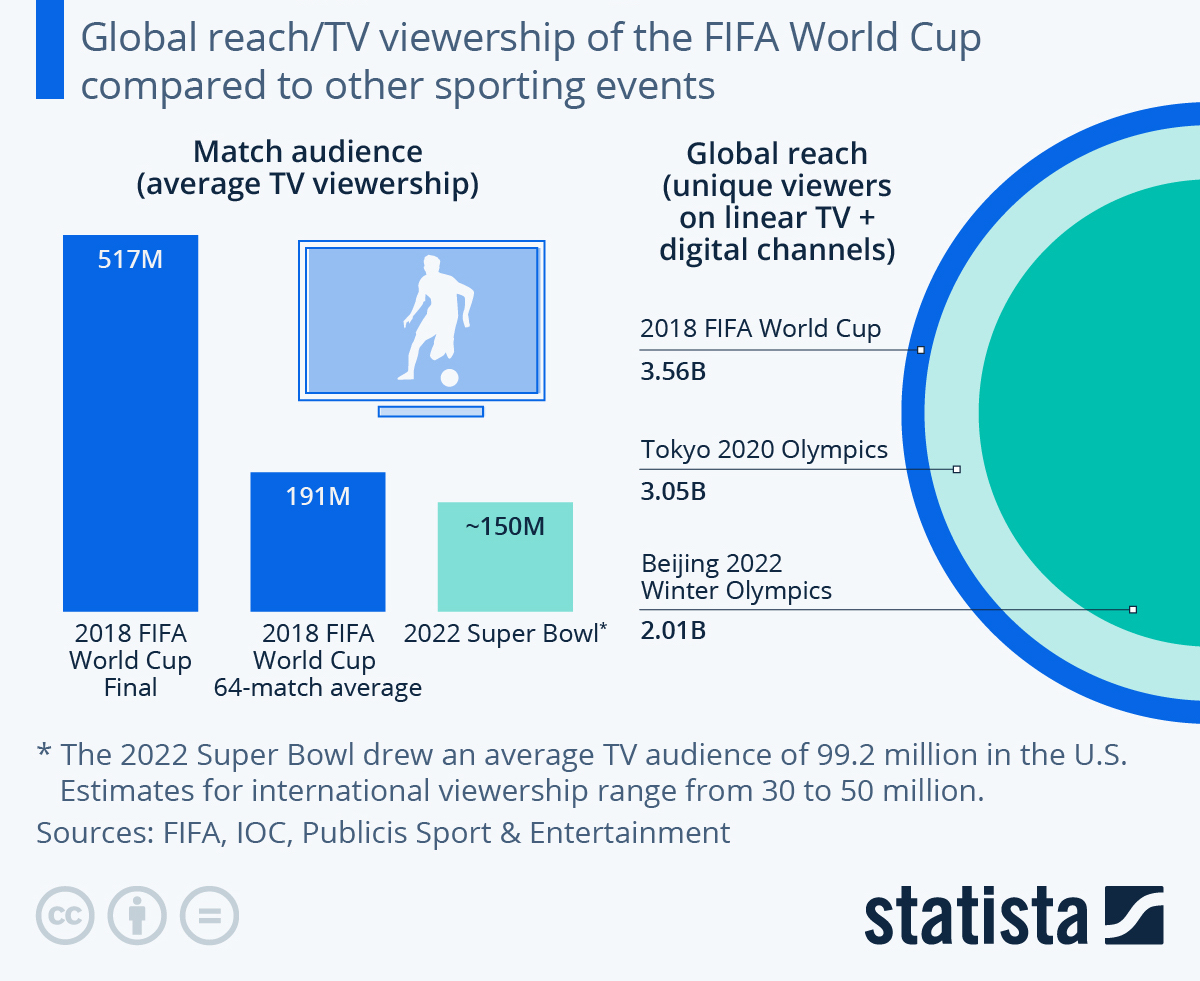 Global reach/TV viewership of the FIFA World Cup
compared to other sporting events
Match audience
(average TV viewership)
517M
191M
~150M
2018 FIFA
World Cup
Final
2018 FIFA
World Cup
64-match average
2022 Super Bowl*
Global reach
(unique viewers
on linear TV +
digital channels)
2018 FIFA World Cup
3.56B
Tokyo 2020 Olympics
3.05B
Beijing 2022
Winter Olympics
2.01B
* The 2022 Super Bowl drew an average TV audience of 99.2 million in the U.S.
Estimates for international viewership range from 30 to 50 million.
Sources: FIFA, IOC, Publicis Sport & Entertainment
cc
statista